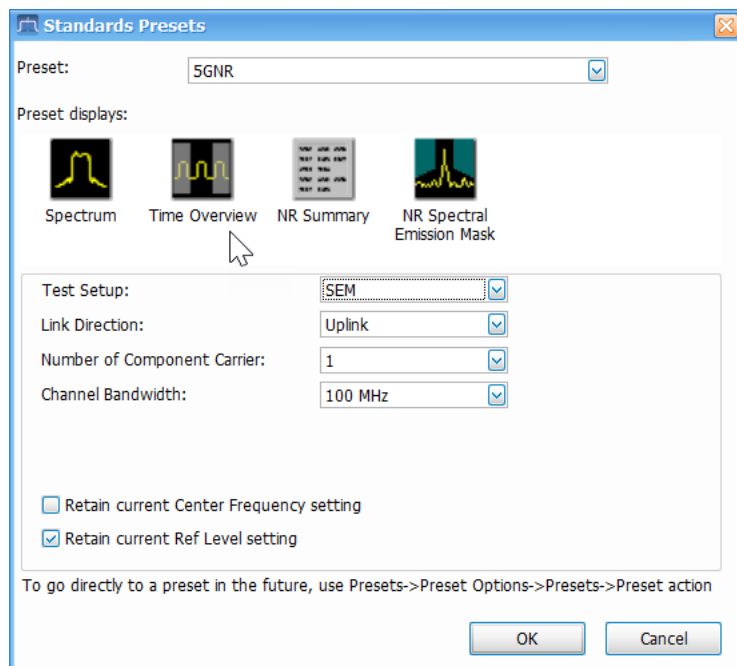 Standards Presets
Preset:
5GNR
Preset displays:
Spectrum
Time Overview
NR Summary
NR Spectral
Emission Mask
Test Setup:
SEM
Link Direction:
Uplink
Number of Component Carrier:
1
Channel Bandwidth:
100 MHz
Retain current Center Frequency setting
Retain current Ref Level setting
To go directly to a preset in the future, use Presets->Preset Options->Presets->Preset action
OK
Cancel